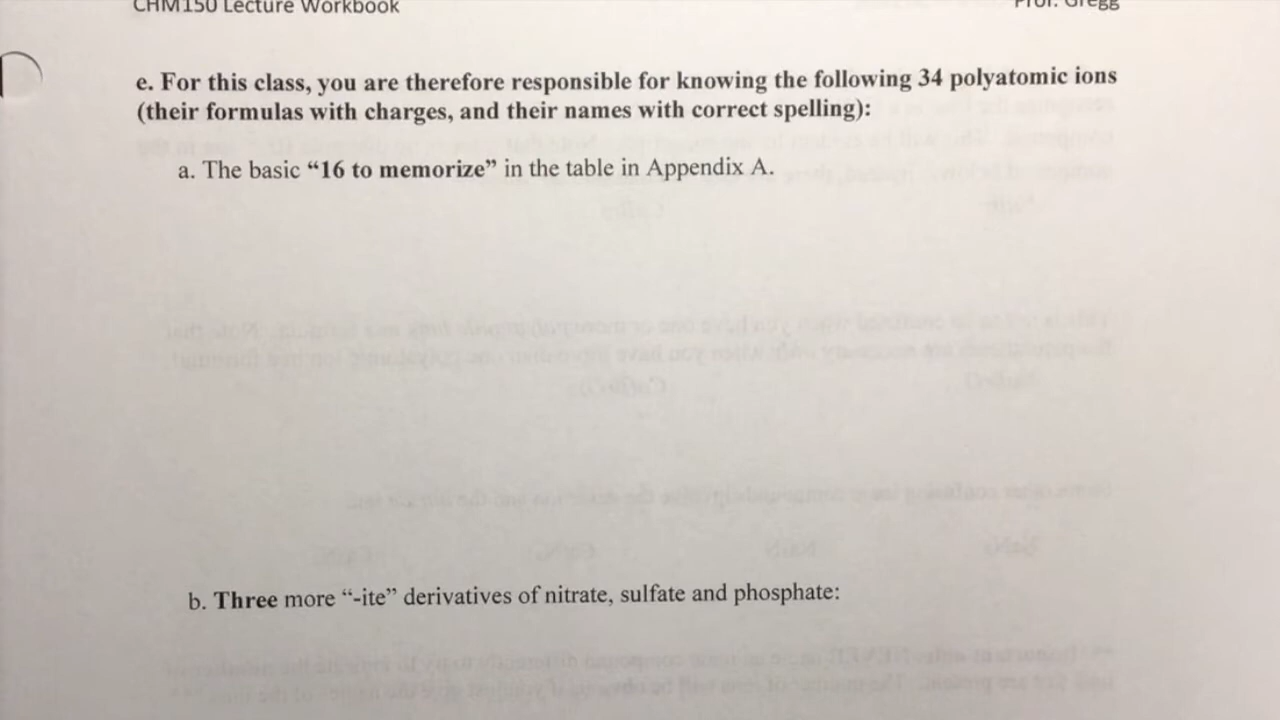 CHM150 Lecture Workbook
Prof. Gregg
e. For this class, you are therefore responsible for knowing the following 34 polyatomic ions
(their formulas with charges, and their names with correct spelling):
a. The basic “16 to memorize” in the table in Appendix A.
b. Three more “-ite” derivatives of nitrate, sulfate and phosphate: